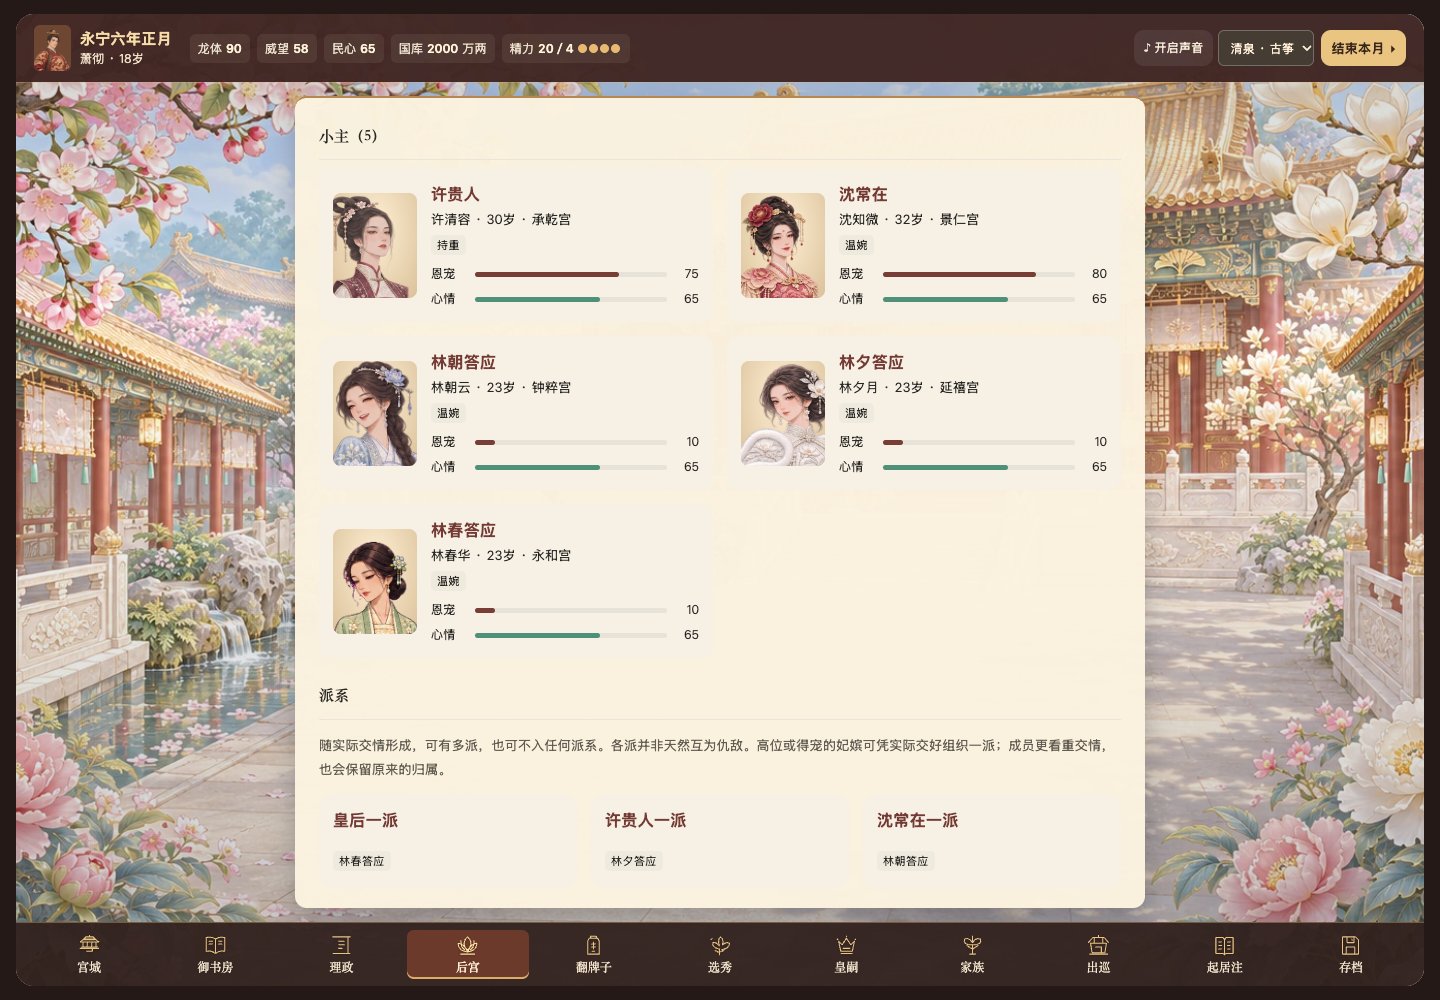 永宁六年正月
萧彻 · 18岁
龙体 90
威望 58
民心 65
国库 2000 万两
精力 20 / 4
♪ 开启声音
清泉 · 古筝
结束本月
小主（5）
许贵人
许清容 · 30岁 · 承乾宫
持重
恩宠 75
心情 65
沈常在
沈知微 · 32岁 · 景仁宫
温婉
恩宠 80
心情 65
林朝答应
林朝云 · 23岁 · 钟粹宫
温婉
恩宠 10
心情 65
林夕答应
林夕月 · 23岁 · 延禧宫
温婉
恩宠 10
心情 65
林春答应
林春华 · 23岁 · 永和宫
温婉
恩宠 10
心情 65
派系
随实际交情形成，可有多派，也可不入任何派系。各派并非天然互为仇敌。高位或得宠的妃嫔可凭实际交好组织一派；成员更看重交情，
也会保留原来的归属。
皇后一派
林春答应
许贵人一派
林夕答应
沈常在一派
林朝答应
宫城
御书房
理政
后宫
翻牌子
选秀
皇嗣
家族
出巡
起居注
存档